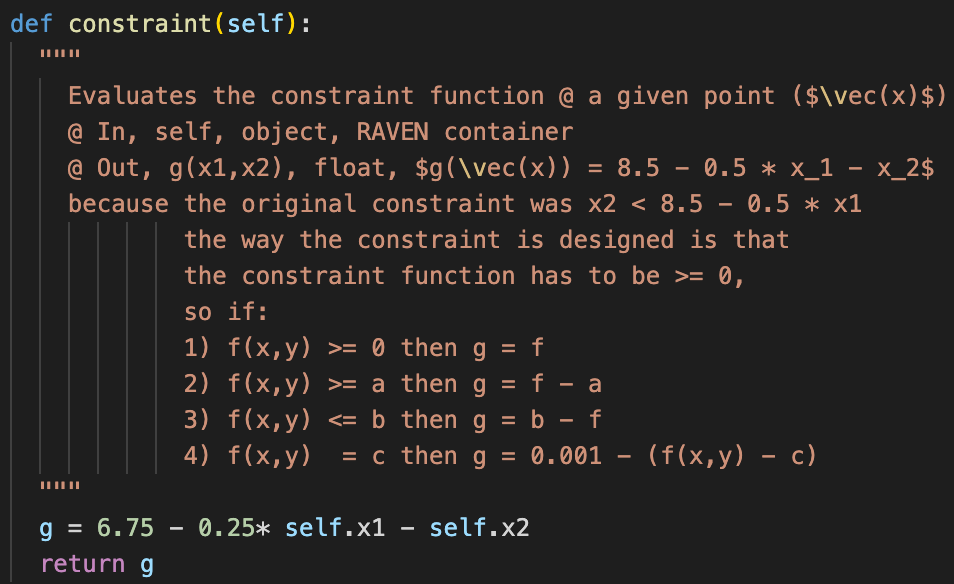 def constraint(self):
"""
Evaluates the constraint function @ a given point ($\vec(x)$)
@ In, self, object, RAVEN container
@ Out, g(x1,x2), float, $g(\vec(x)) = 8.5 - 0.5 * x_1 - x_2$
because the original constraint was x2 < 8.5 - 0.5 * x1
the way the constraint is designed is that
the constraint function has to be >= 0,
so if:
1) f(x,y) >= 0 then g = f
2) f(x,y) >= a then g = f - a
3) f(x,y) <= b then g = b - f
4) f(x,y)  = c then g = 0.001 - (f(x,y) - c)
"""
g = 6.75 - 0.25* self.x1 - self.x2
return g